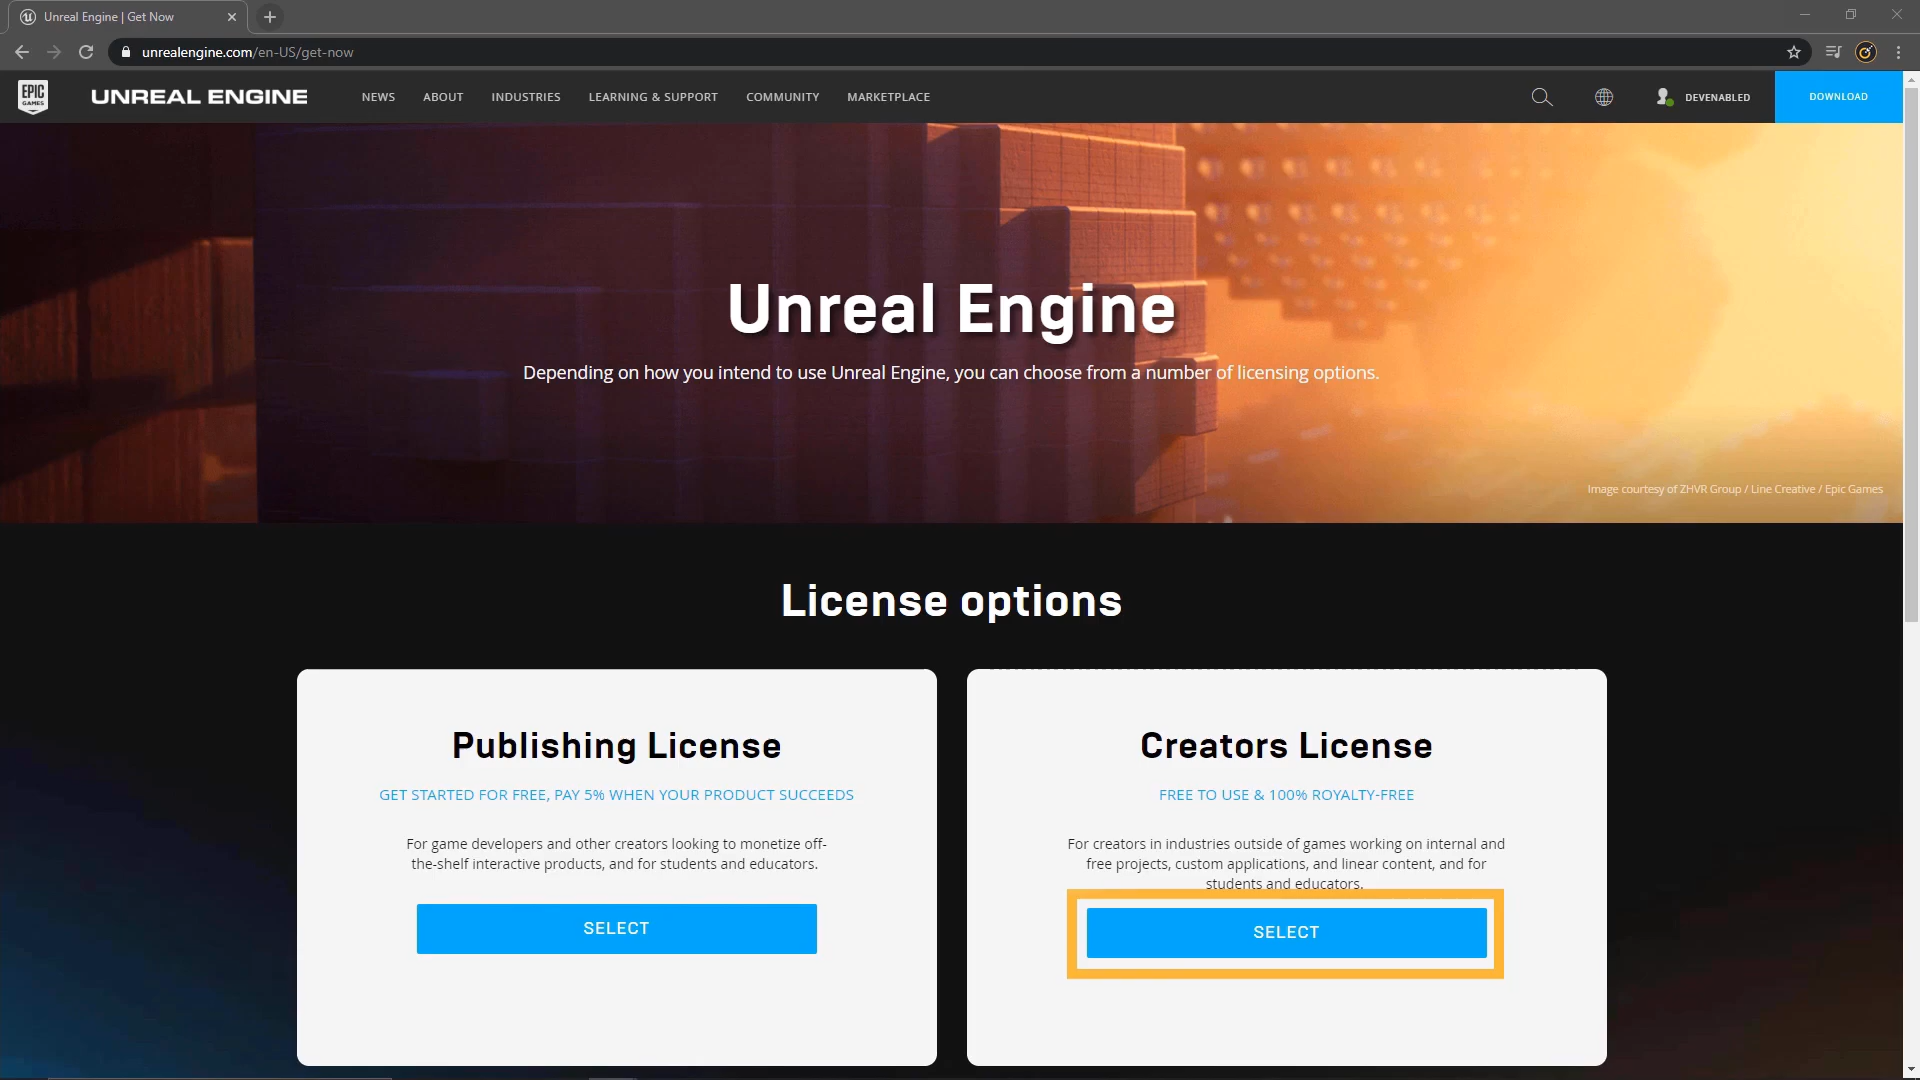 Unreal Engine | Get Now
unrealengine.com/en-US/get-now
EPIC
GAMES
UNREAL ENGINE
NEWS
ABOUT
INDUSTRIES
LEARNING & SUPPORT
COMMUNITY
MARKETPLACE
DEVENABLED
DOWNLOAD
Unreal Engine
Depending on how you intend to use Unreal Engine, you can choose from a number of licensing options.
Image courtesy of ZHVR Group / Line Creative / Epic Games
License options
Publishing License
GET STARTED FOR FREE, PAY 5% WHEN YOUR PRODUCT SUCCEEDS
For game developers and other creators looking to monetize off-
the-shelf interactive products, and for students and educators.
SELECT
Creators License
FREE TO USE & 100% ROYALTY-FREE
For creators in industries outside of games working on internal and
free projects, custom applications, and linear content, and for
students and educators.
SELECT